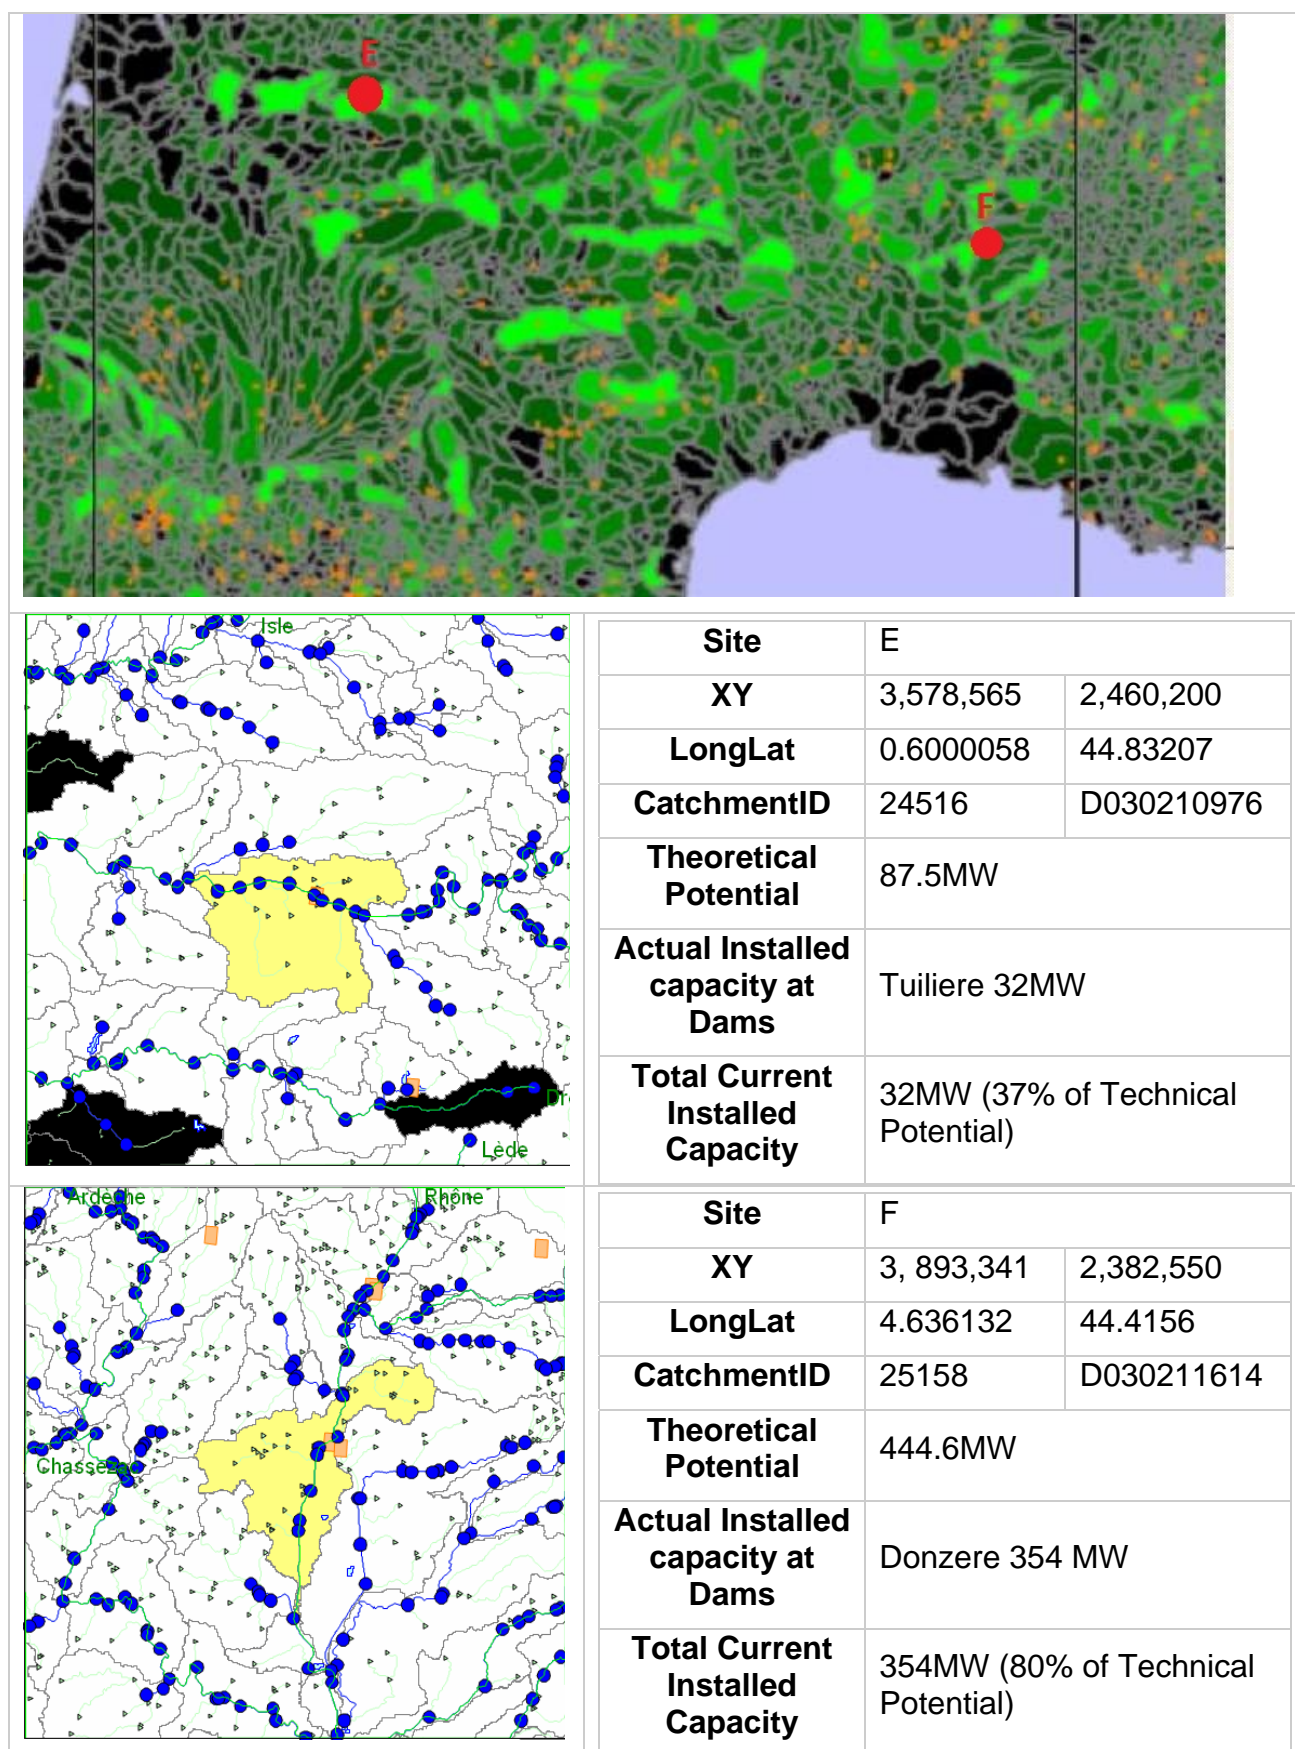 E
F
Isle
Dr
Lède
Site E
XY 3,578,565 2,460,200
LongLat 0.6000058 44.83207
CatchmentID 24516 D030210976
Theoretical
Potential
87.5MW
Actual Installed
capacity at
Dams
Tuiliere 32MW
Total Current
Installed
Capacity
32MW (37% of Technical
Potential)
Ardèche
Rhône
Chassezac
Site F
XY 3, 893,341 2,382,550
LongLat 4.636132 44.4156
CatchmentID 25158 D030211614
Theoretical
Potential
444.6MW
Actual Installed
capacity at
Dams
Donzere 354 MW
Total Current
Installed
Capacity
354MW (80% of Technical
Potential)